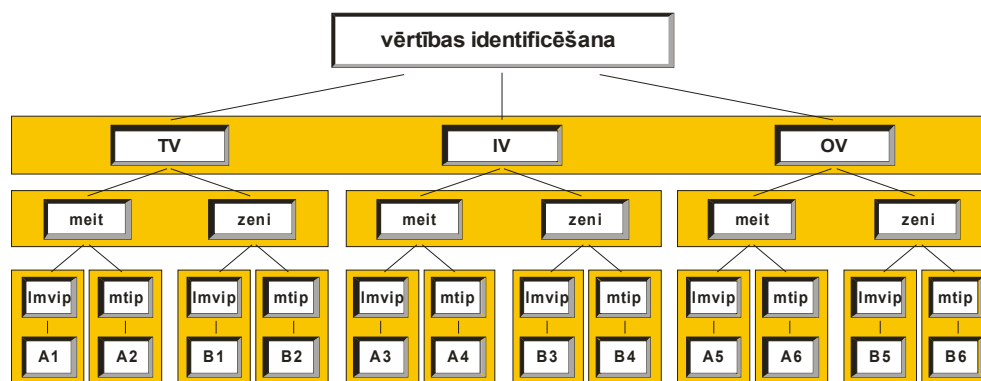 vērtības identificēšana
TV IV OV
meit zeni meit zeni meit zeni
lmvip mtip lmvip mtip lmvip mtip lmvip mtip lmvip mtip lmvip mtip
A1 A2 B1 B2 A3 A4 B3 B4 A5 A6 B5 B6